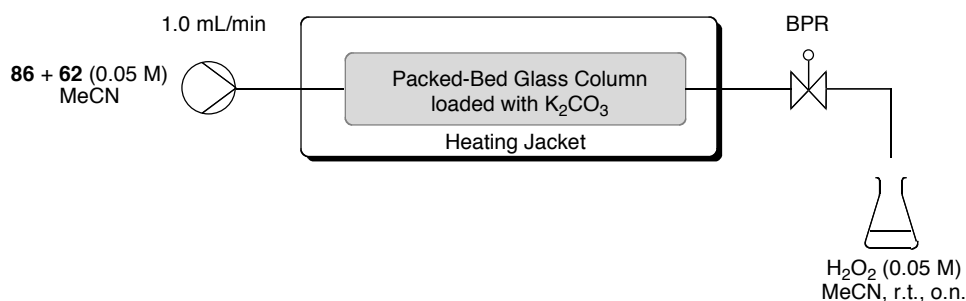 1.0 mL/min
BPR
86 + 62 (0.05 M)
MeCN
Packed-Bed Glass Column
loaded with K₂CO₃
Heating Jacket
H₂O₂ (0.05 M)
MeCN, r.t., o.n.